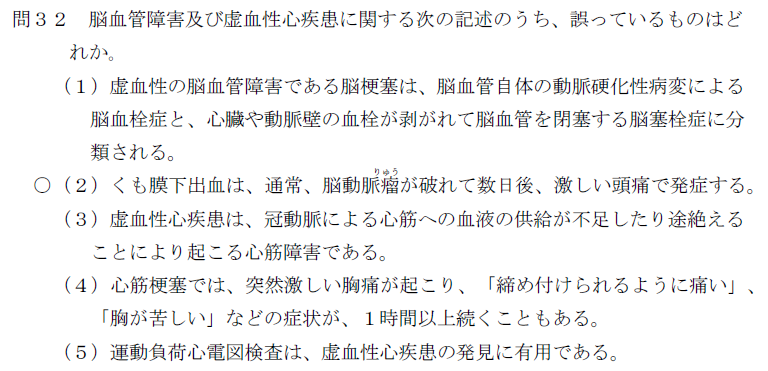 問３２　脳血管障害及び虚血性心疾患に関する次の記述のうち、誤っているものはど
れか。
（１）虚血性の脳血管障害である脳梗塞は、脳血管自体の動脈硬化性病変による
脳血栓症と、心臓や動脈壁の血栓が剥がれて脳血管を閉塞する脳塞栓症に分
類される。
りゅう
○（２）くも膜下出血は、通常、脳動脈瘤が破れて数日後、激しい頭痛で発症する。
（３）虚血性心疾患は、冠動脈による心筋への血液の供給が不足したり途絶える
ことにより起こる心筋障害である。
（４）心筋梗塞では、突然激しい胸痛が起こり、「締め付けられるように痛い」、
「胸が苦しい」などの症状が、１時間以上続くこともある。
（５）運動負荷心電図検査は、虚血性心疾患の発見に有用である。